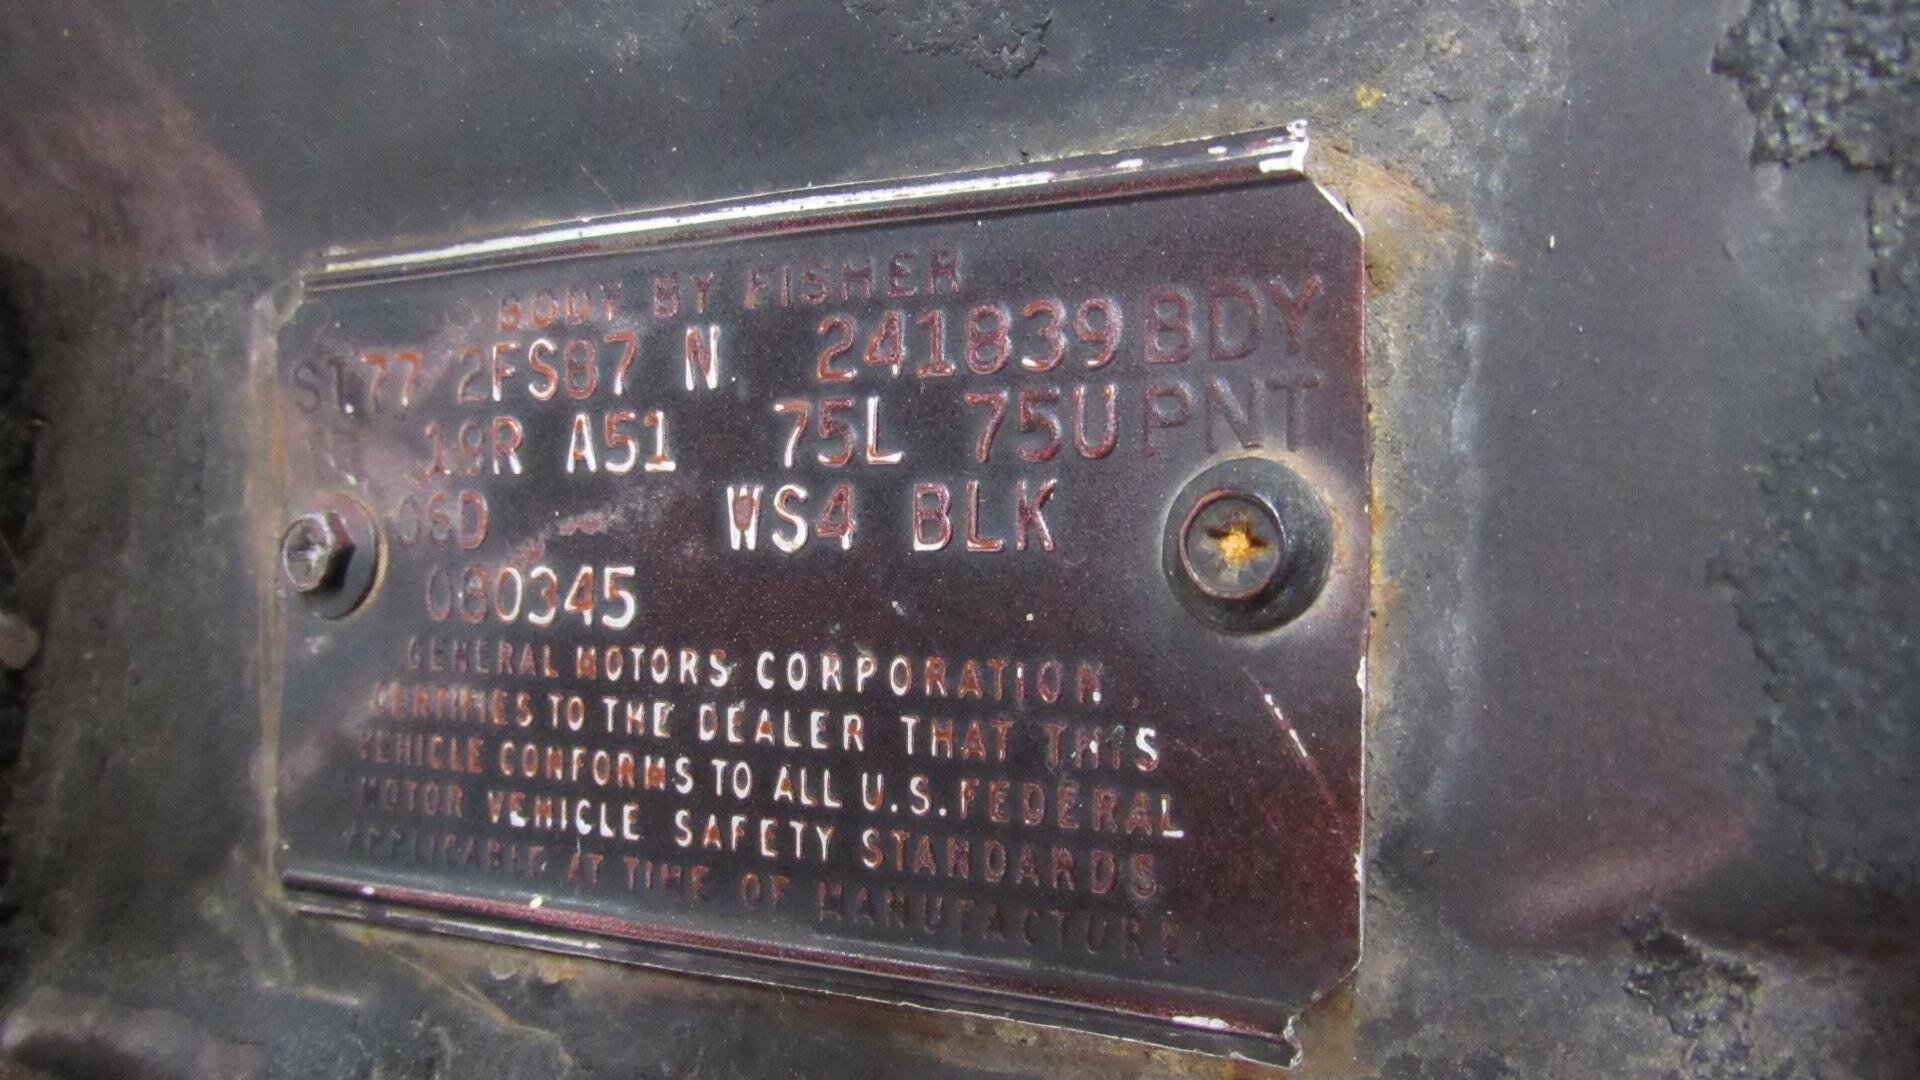 BODY BY FISHER
ST 77 2FS87 N 241839 BDY
19R A51 75L 75U PNT
06D WS4 BLK
080345
GENERAL MOTORS CORPORATION
CERTIFIES TO THE DEALER THAT THIS
VEHICLE CONFORMS TO ALL U.S. FEDERAL
MOTOR VEHICLE SAFETY STANDARDS
APPLICABLE AT TIME OF MANUFACTURE